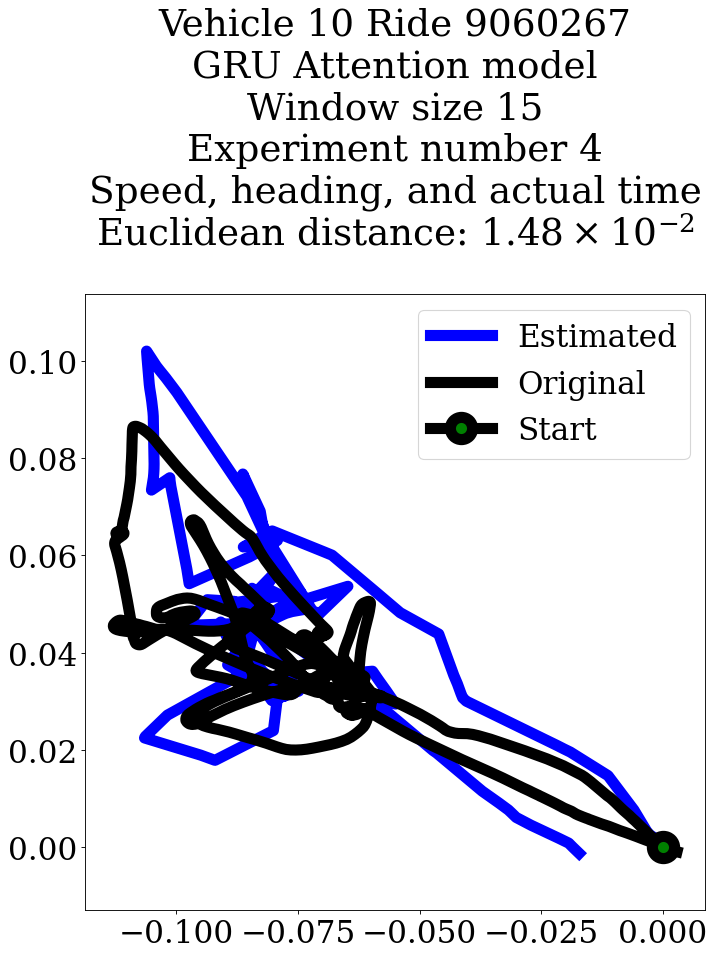 Vehicle 10 Ride 9060267
GRU Attention model
Window size 15
Experiment number 4
Speed, heading, and actual time
Euclidean distance: 1.48 × 10⁻²
Estimated
Original
Start
0.10
0.08
0.06
0.04
0.02
0.00
−0.100 −0.075 −0.050 −0.025 0.000